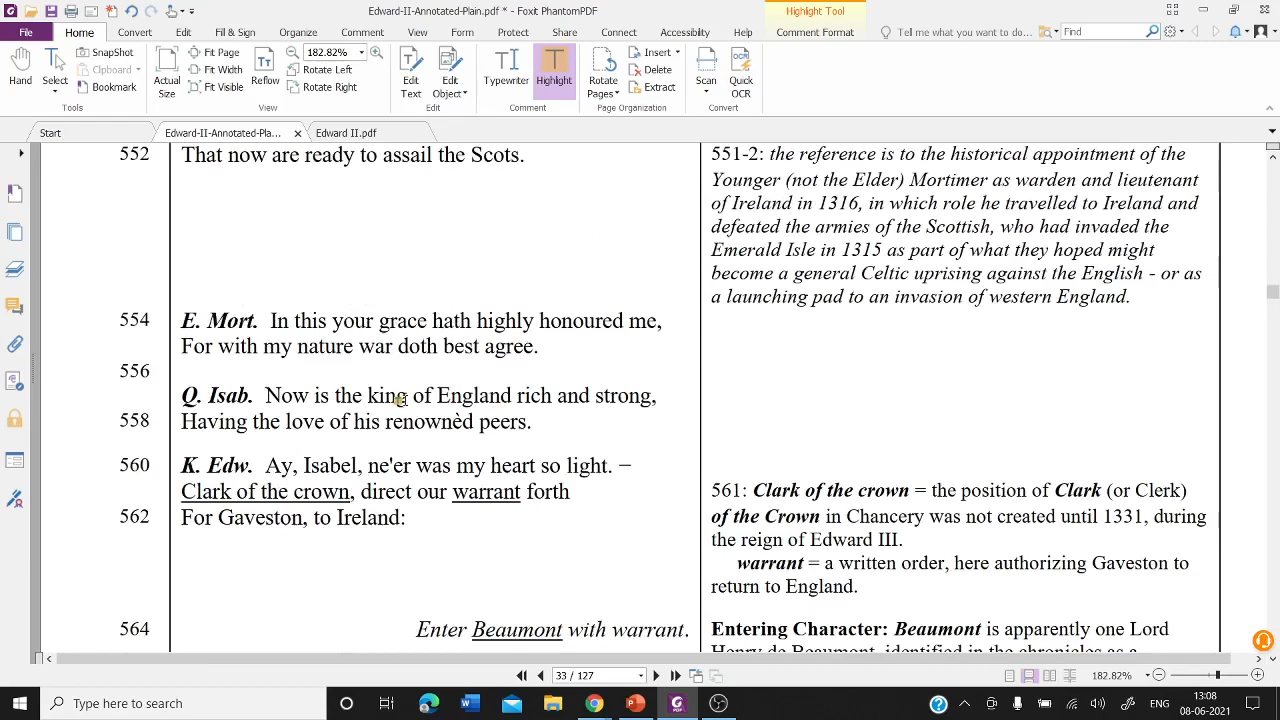 Edward-II-Annotated-Plain.pdf * - Foxit PhantomPDF
Highlight Tool
File
Home
Convert
Edit
Fill & Sign
Organize
Comment
View
Form
Protect
Share
Connect
Accessibility
Help
Comment Format
Tell me what you want to do...
Find
Hand
Select
SnapShot
Clipboard
Bookmark
Tools
Actual Size
Fit Page
Fit Width
Fit Visible
Reflow
182.82%
Rotate Left
Rotate Right
View
Edit Text
Edit Object
Edit
Typewriter
Highlight
Comment
Rotate Pages
Insert
Delete
Extract
Page Organization
Scan
Quick OCR
Convert
Start
Edward-II-Annotated-Pla...
Edward II.pdf
552 That now are ready to assail the Scots.
551-2: the reference is to the historical appointment of the
Younger (not the Elder) Mortimer as warden and lieutenant
of Ireland in 1316, in which role he travelled to Ireland and
defeated the armies of the Scottish, who had invaded the
Emerald Isle in 1315 as part of what they hoped might
become a general Celtic uprising against the English - or as
a launching pad to an invasion of western England.
554 E. Mort. In this your grace hath highly honoured me,
For with my nature war doth best agree.
556
Q. Isab. Now is the king of England rich and strong,
558 Having the love of his renownèd peers.
560 K. Edw. Ay, Isabel, ne'er was my heart so light. −
Clark of the crown, direct our warrant forth
562 For Gaveston, to Ireland:
561: Clark of the crown = the position of Clark (or Clerk)
of the Crown in Chancery was not created until 1331, during
the reign of Edward III.
warrant = a written order, here authorizing Gaveston to
return to England.
564 Enter Beaumont with warrant.
Entering Character: Beaumont is apparently one Lord
Henry de Beaumont, identified in the chronicles as a
33 / 127
182.82%
Type here to search
ENG
13:08
08-06-2021